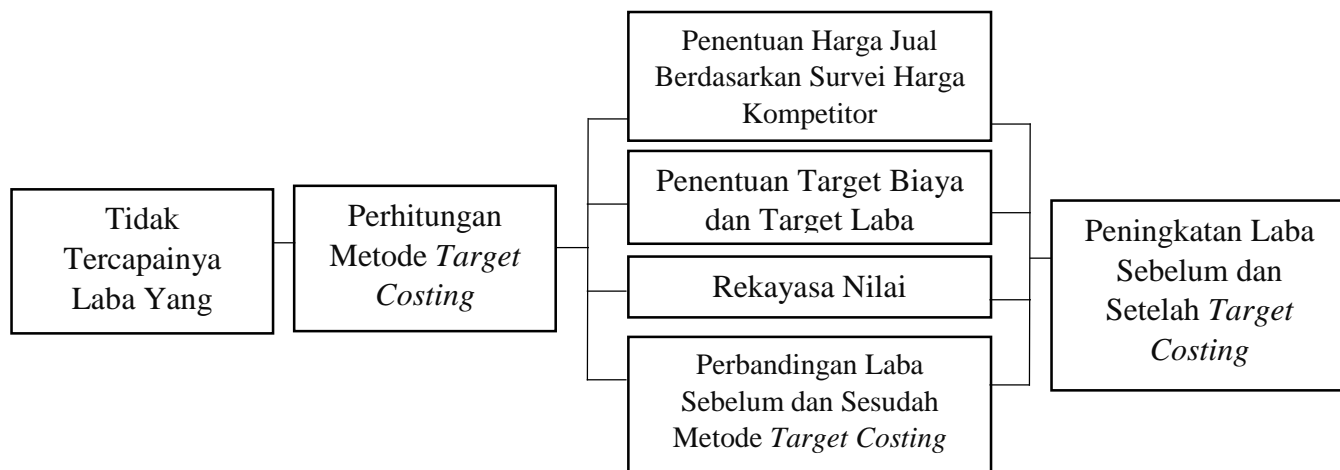 Tidak
Tercapainya
Laba Yang
Perhitungan
Metode Target
Costing
Penentuan Harga Jual
Berdasarkan Survei Harga
Kompetitor
Penentuan Target Biaya
dan Target Laba
Rekayasa Nilai
Perbandingan Laba
Sebelum dan Sesudah
Metode Target Costing
Peningkatan Laba
Sebelum dan
Setelah Target
Costing